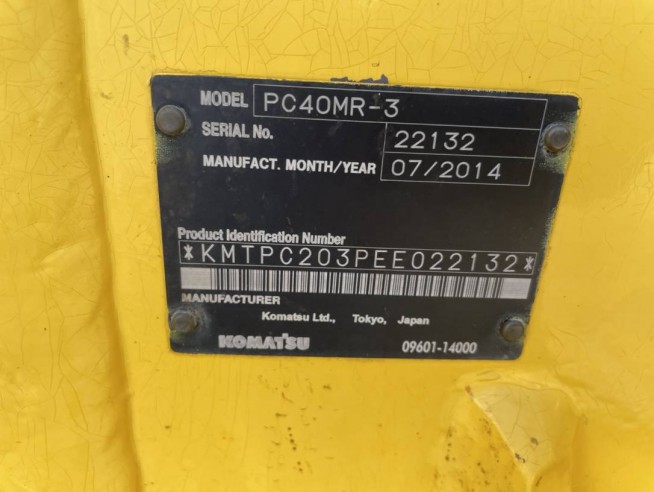 MODEL PC40MR-3
SERIAL No. 22132
MANUFACT. MONTH/YEAR 07/2014
Product Identification Number
*KMTPC203PEE022132*
MANUFACTURER
Komatsu Ltd., Tokyo, Japan
KOMATSU 09601-14000